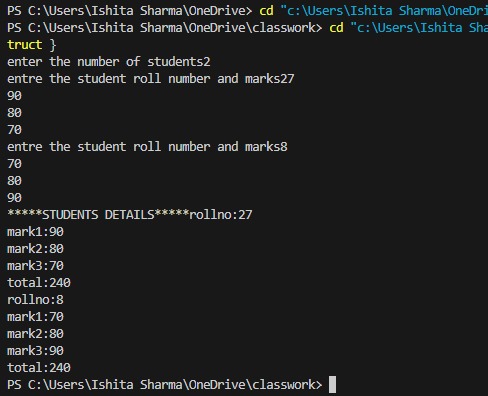 PS C:\Users\Ishita Sharma\OneDrive> cd "c:\Users\Ishita Sharma\OneDri
PS C:\Users\Ishita Sharma\OneDrive\classwork> cd "c:\Users\Ishita Sha
truct }
enter the number of students2
entre the student roll number and marks27
90
80
70
entre the student roll number and marks8
70
80
90
*****STUDENTS DETAILS*****rollno:27
mark1:90
mark2:80
mark3:70
total:240
rollno:8
mark1:70
mark2:80
mark3:90
total:240
PS C:\Users\Ishita Sharma\OneDrive\classwork>